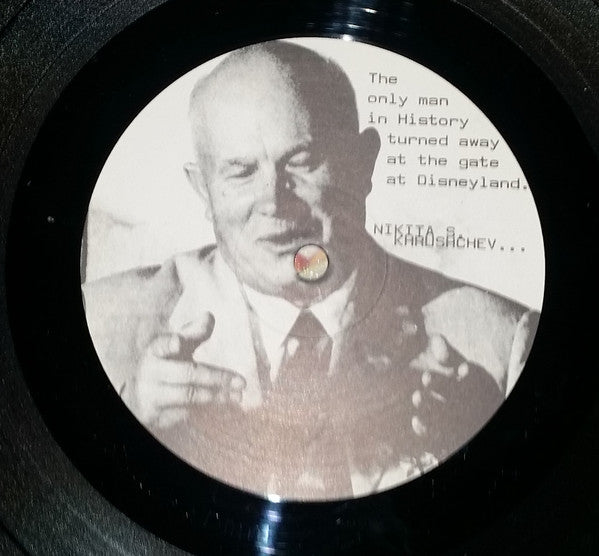 The
only man
in History
turned away
at the gate
at Disneyland.
NIKITA S.
KHRUSHCHEV...